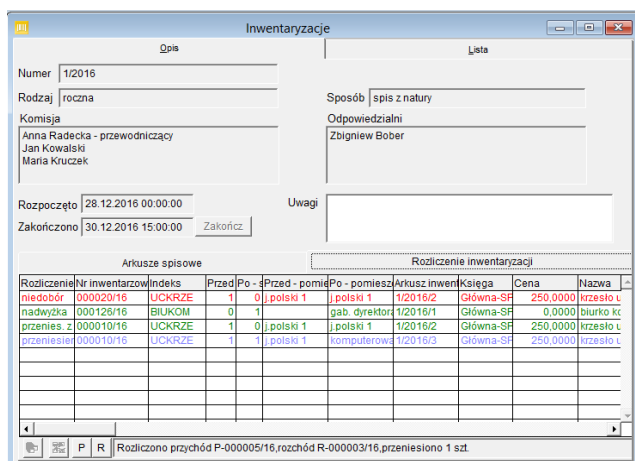 Inwentaryzacje
Opis Lista
Numer 1/2016
Rodzaj roczna Sposób spis z natury
Komisja Odpowiedzialni
Anna Radecka - przewodniczący Zbigniew Bober
Jan Kowalski
Maria Kruczek
Rozpoczęto 28.12.2016 00:00:00 Uwagi
Zakończono 30.12.2016 15:00:00 Zakończ
Arkusze spisowe Rozliczenie inwentaryzacji
Rozliczenie Nr inwentarzow Indeks Przed Po - s Przed - pomie Po - pomiesz Arkusz inwent Księga Cena Nazwa
niedobór 000020/16 UCKRZE 1 0 j.polski 1 j.polski 1 1/2016/2 Główna-SF 250,0000 krzesło u
nadwyżka 000126/16 BIUKOM 0 1 gab. dyrektora 1/2016/1 Główna-SF 0,0000 biurko ko
przenies. z 000010/16 UCKRZE 1 0 j.polski 1 j.polski 1 1/2016/2 Główna-SF 250,0000 krzesło u
przeniesier 000010/16 UCKRZE 1 1 j.polski 1 komputerowa 1/2016/3 Główna-SF 250,0000 krzesło u
P R Rozliczono przychód P-000005/16,rozchód R-000003/16,przeniesiono 1 szt.